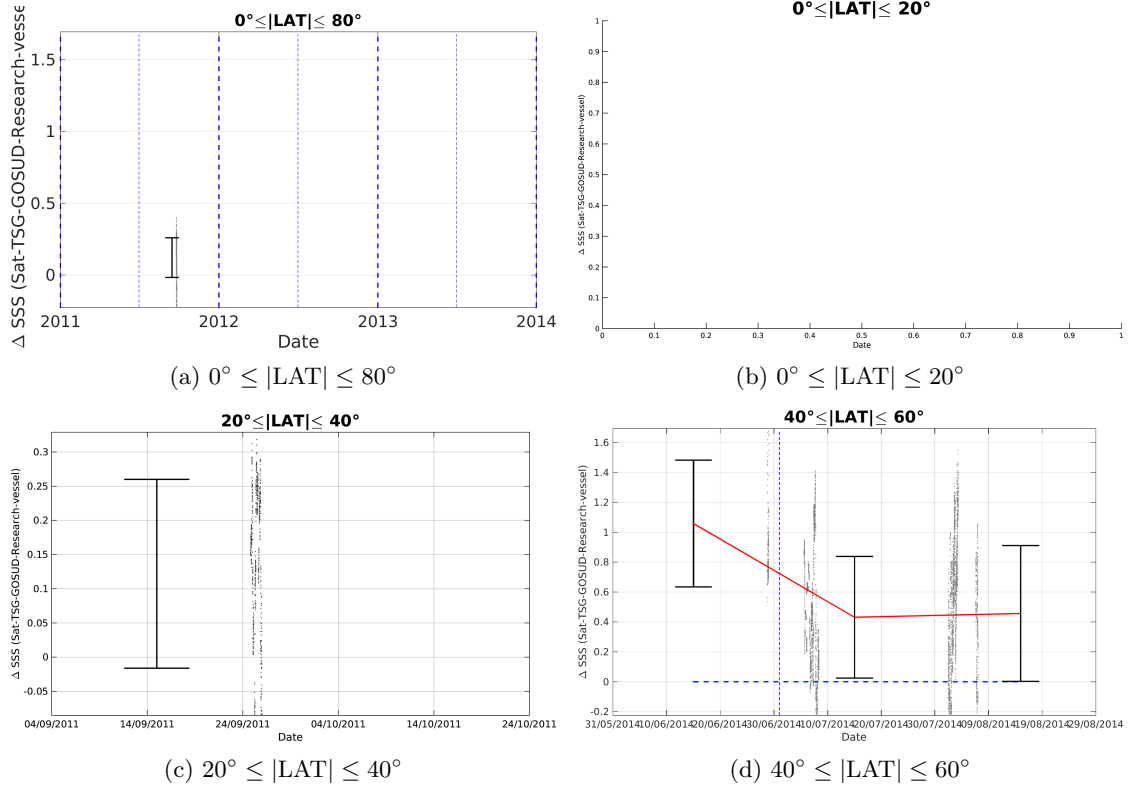 0°≤|LAT|≤ 80°
Δ SSS (Sat-TSG-GOSUD-Research-vesse
1.5
1
0.5
0
2011 2012 2013 2014
Date
(a) 0° ≤ |LAT| ≤ 80°
0°≤|LAT|≤ 20°
Δ SSS (Sat-TSG-GOSUD-Research-vessel)
1
0.9
0.8
0.7
0.6
0.5
0.4
0.3
0.2
0.1
0
0 0.1 0.2 0.3 0.4 0.5 0.6 0.7 0.8 0.9 1
Date
(b) 0° ≤ |LAT| ≤ 20°
20°≤|LAT|≤ 40°
Δ SSS (Sat-TSG-GOSUD-Research-vessel)
0.3
0.25
0.2
0.15
0.1
0.05
0
-0.05
04/09/2011 14/09/2011 24/09/2011 04/10/2011 14/10/2011 24/10/2011
Date
(c) 20° ≤ |LAT| ≤ 40°
40°≤|LAT|≤ 60°
Δ SSS (Sat-TSG-GOSUD-Research-vessel)
1.6
1.4
1.2
1
0.8
0.6
0.4
0.2
0
-0.2
31/05/2014 10/06/2014 20/06/2014 30/06/2014 10/07/2014 20/07/2014 30/07/2014 09/08/2014 19/08/2014 29/08/2014
Date
(d) 40° ≤ |LAT| ≤ 60°